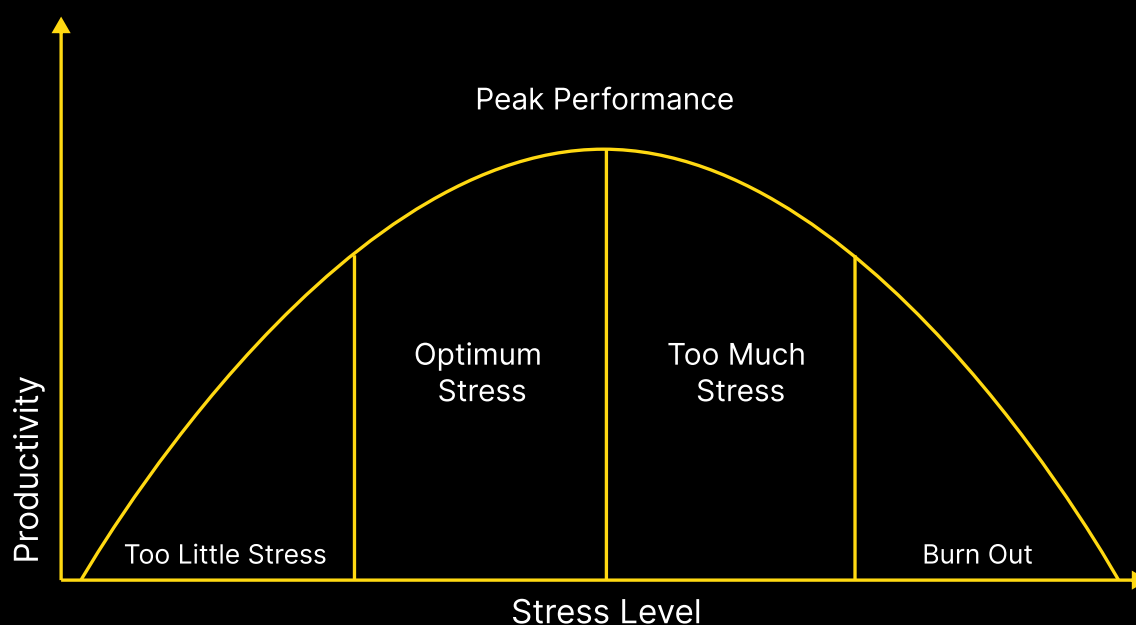 Peak Performance
Optimum
Stress
Too Much
Stress
Productivity
Too Little Stress
Burn Out
Stress Level